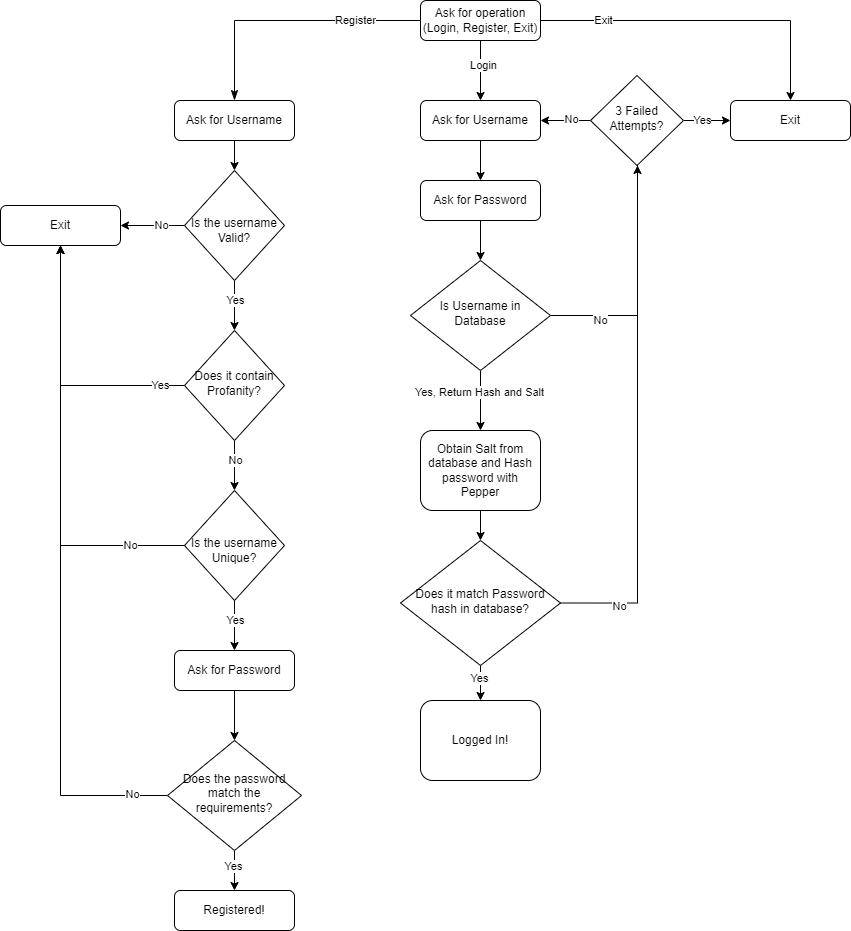 Register
Ask for operation
(Login, Register, Exit)
Exit
Login
Ask for Username
Ask for Username
No
3 Failed
Attempts?
Yes
Exit
Exit
No
Is the username
Valid?
Ask for Password
Yes
Is Username in
Database
No
Yes
Does it contain
Profanity?
Yes, Return Hash and Salt
No
Obtain Salt from
database and Hash
password with
Pepper
No
Is the username
Unique?
Does it match Password
hash in database?
No
Yes
Ask for Password
Yes
Logged In!
No
Does the password
match the
requirements?
Yes
Registered!